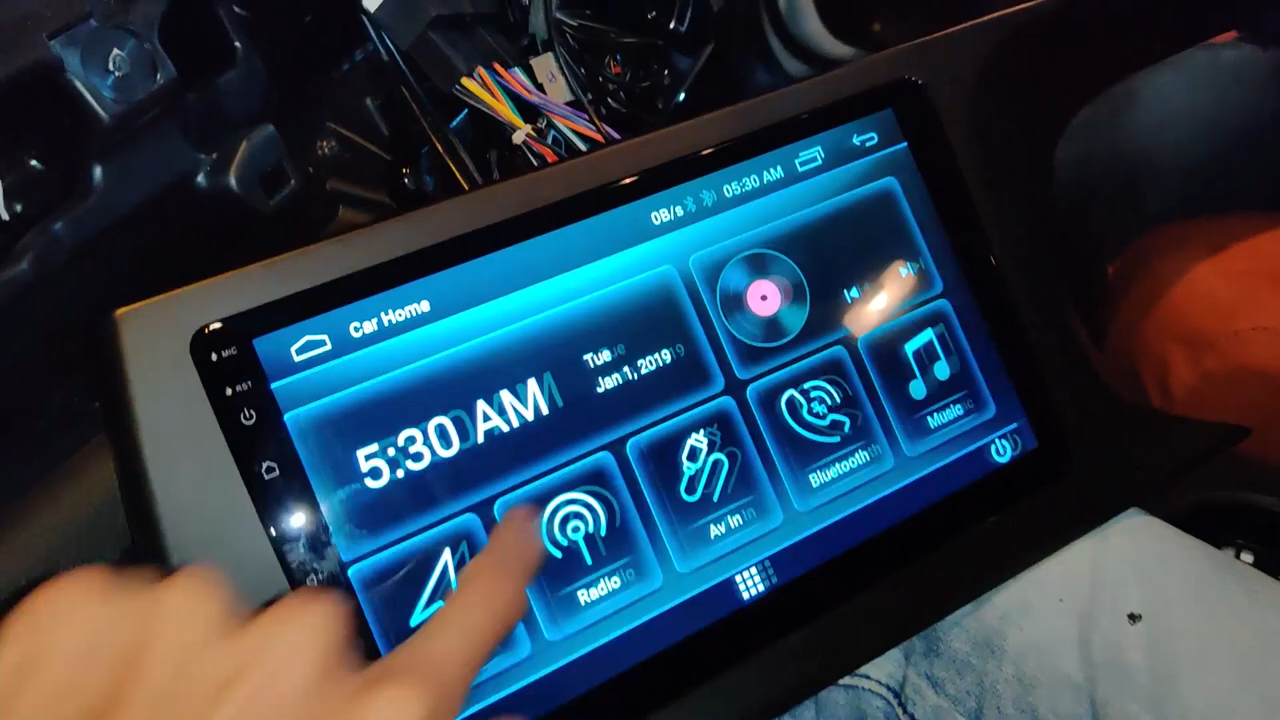 0B/s 05:30 AM
Car Home
MIC
RST
Tue
Jan 1, 2019
5:30 AM
Radio
Av in
Bluetooth
Music